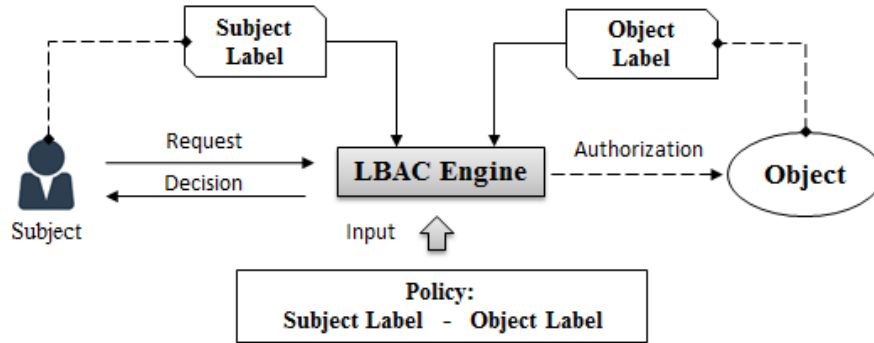 Subject
Label
Object
Label
Request
LBAC Engine
Authorization
Object
Decision
Subject
Input
Policy:
Subject Label - Object Label